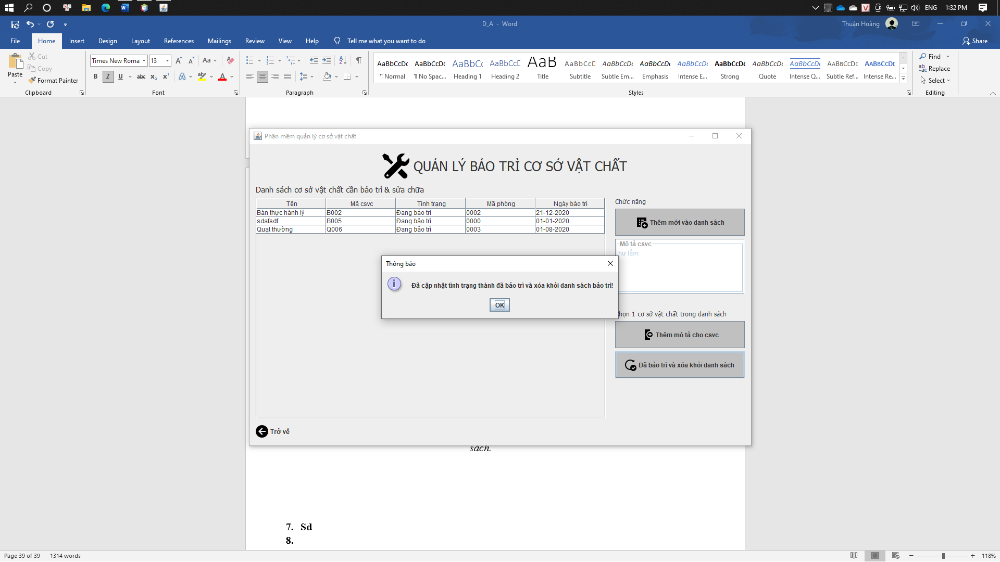 ENG 1:32 PM
D_A - Word
Thuận Hoàng
File Home Insert Design Layout References Mailings Review View Help Tell me what you want to do
Share
Paste
Cut
Copy
Format Painter
Clipboard
Times New Roma 13
Font
Paragraph
AaBbCcDc AaBbCcDc AaBbCc AaBbCcD AaB AaBbCcD AaBbCcDc AaBbCcDc AaBbCcDc AaBbCcDc AaBbCcDc AaBbCcDc AaBbCcDd AaBbCcDd
¶ Normal ¶ No Spac... Heading 1 Heading 2 Title Subtitle Subtle Em... Emphasis Intense E... Strong Quote Intense Q... Subtle Ref... Intense Re...
Styles
Find
Replace
Select
Editing
Phần mềm quản lý cơ sở vật chất
QUẢN LÝ BẢO TRÌ CƠ SỞ VẬT CHẤT
Danh sách cơ sở vật chất cần bảo trì & sửa chữa
Tên Mã csvc Tình trạng Mã phòng Ngày bảo trì
Bàn thực hành lý B002 Đang bảo trì 0002 21-12-2020
sdafsdf B005 Đang bảo trì 0000 01-01-2020
Quạt thường Q006 Đang bảo trì 0003 01-08-2020
Chức năng
Thêm mới vào danh sách
Mô tả csvc
hư lắm
Thông báo
Đã cập nhật tình trạng thành đã bảo trì và xóa khỏi danh sách bảo trì!
OK
họn 1 cơ sở vật chất trong danh sách
Thêm mô tả cho csvc
Đã bảo trì và xóa khỏi danh sách
Trở về
sách.
7. Sd
8.
Page 39 of 39 1314 words
118%